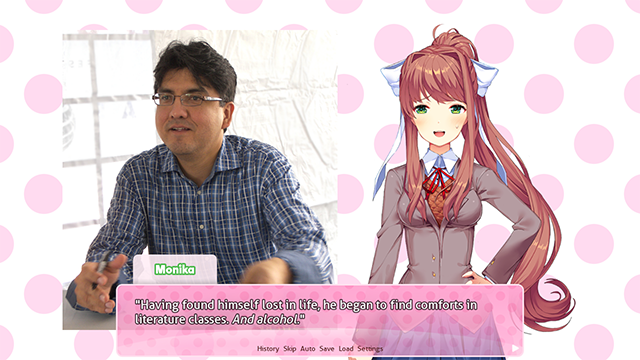 Monika
"Having found himself lost in life, he began to find comforts in
literature classes. And alcohol."
History Skip Auto Save Load Settings